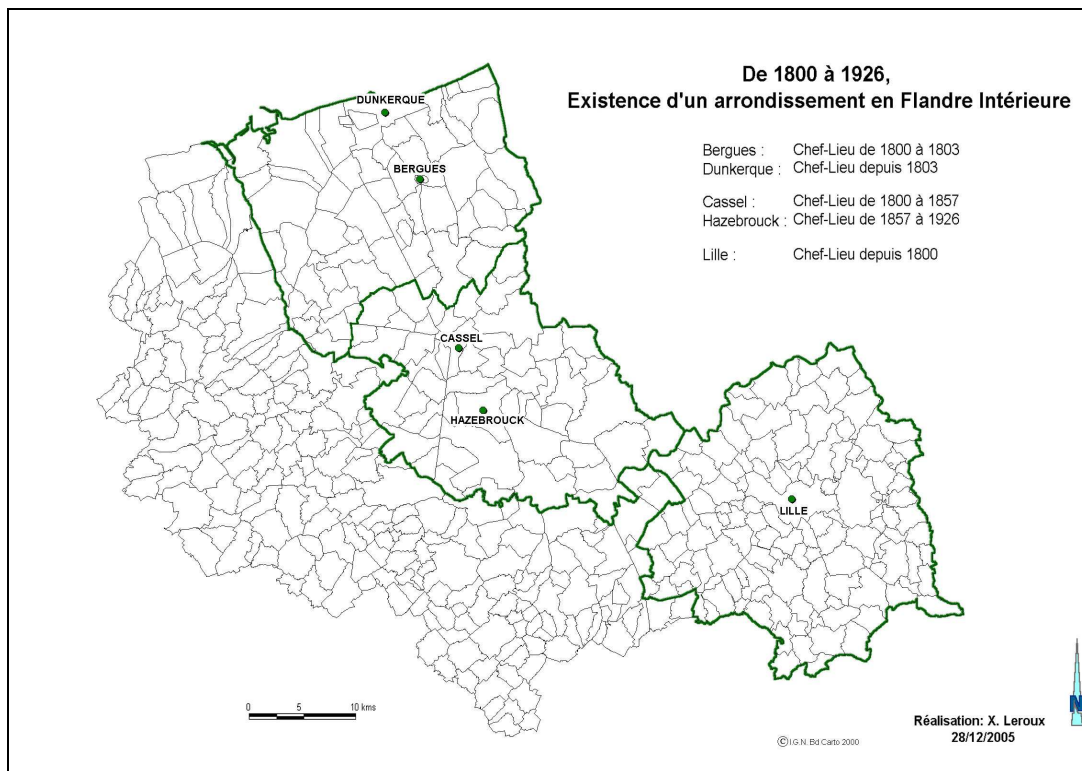 De 1800 à 1926,
Existence d'un arrondissement en Flandre Intérieure
Bergues : Chef-Lieu de 1800 à 1803
Dunkerque : Chef-Lieu depuis 1803
Cassel : Chef-Lieu de 1800 à 1857
Hazebrouck : Chef-Lieu de 1857 à 1926
Lille : Chef-Lieu depuis 1800
DUNKERQUE
BERGUES
CASSEL
HAZEBROUCK
LILLE
0 5 10 kms
N
Réalisation: X. Leroux
28/12/2005
© I.G.N. Bd Carto 2000